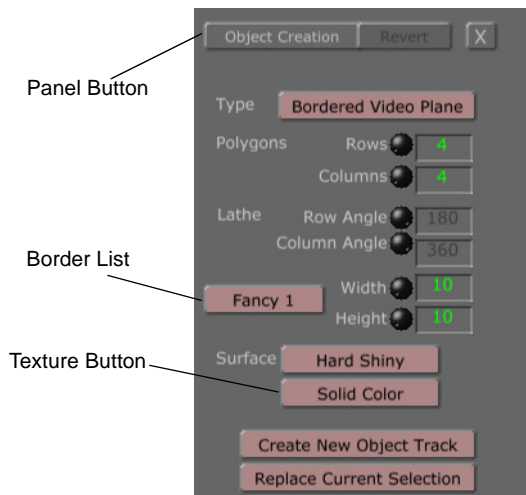 Object Creation Revert X
Panel Button
Type Bordered Video Plane
Polygons Rows 4
Columns 4
Lathe Row Angle 180
Column Angle 360
Border List
Fancy 1
Width 10
Height 10
Texture Button
Surface Hard Shiny
Solid Color
Create New Object Track
Replace Current Selection